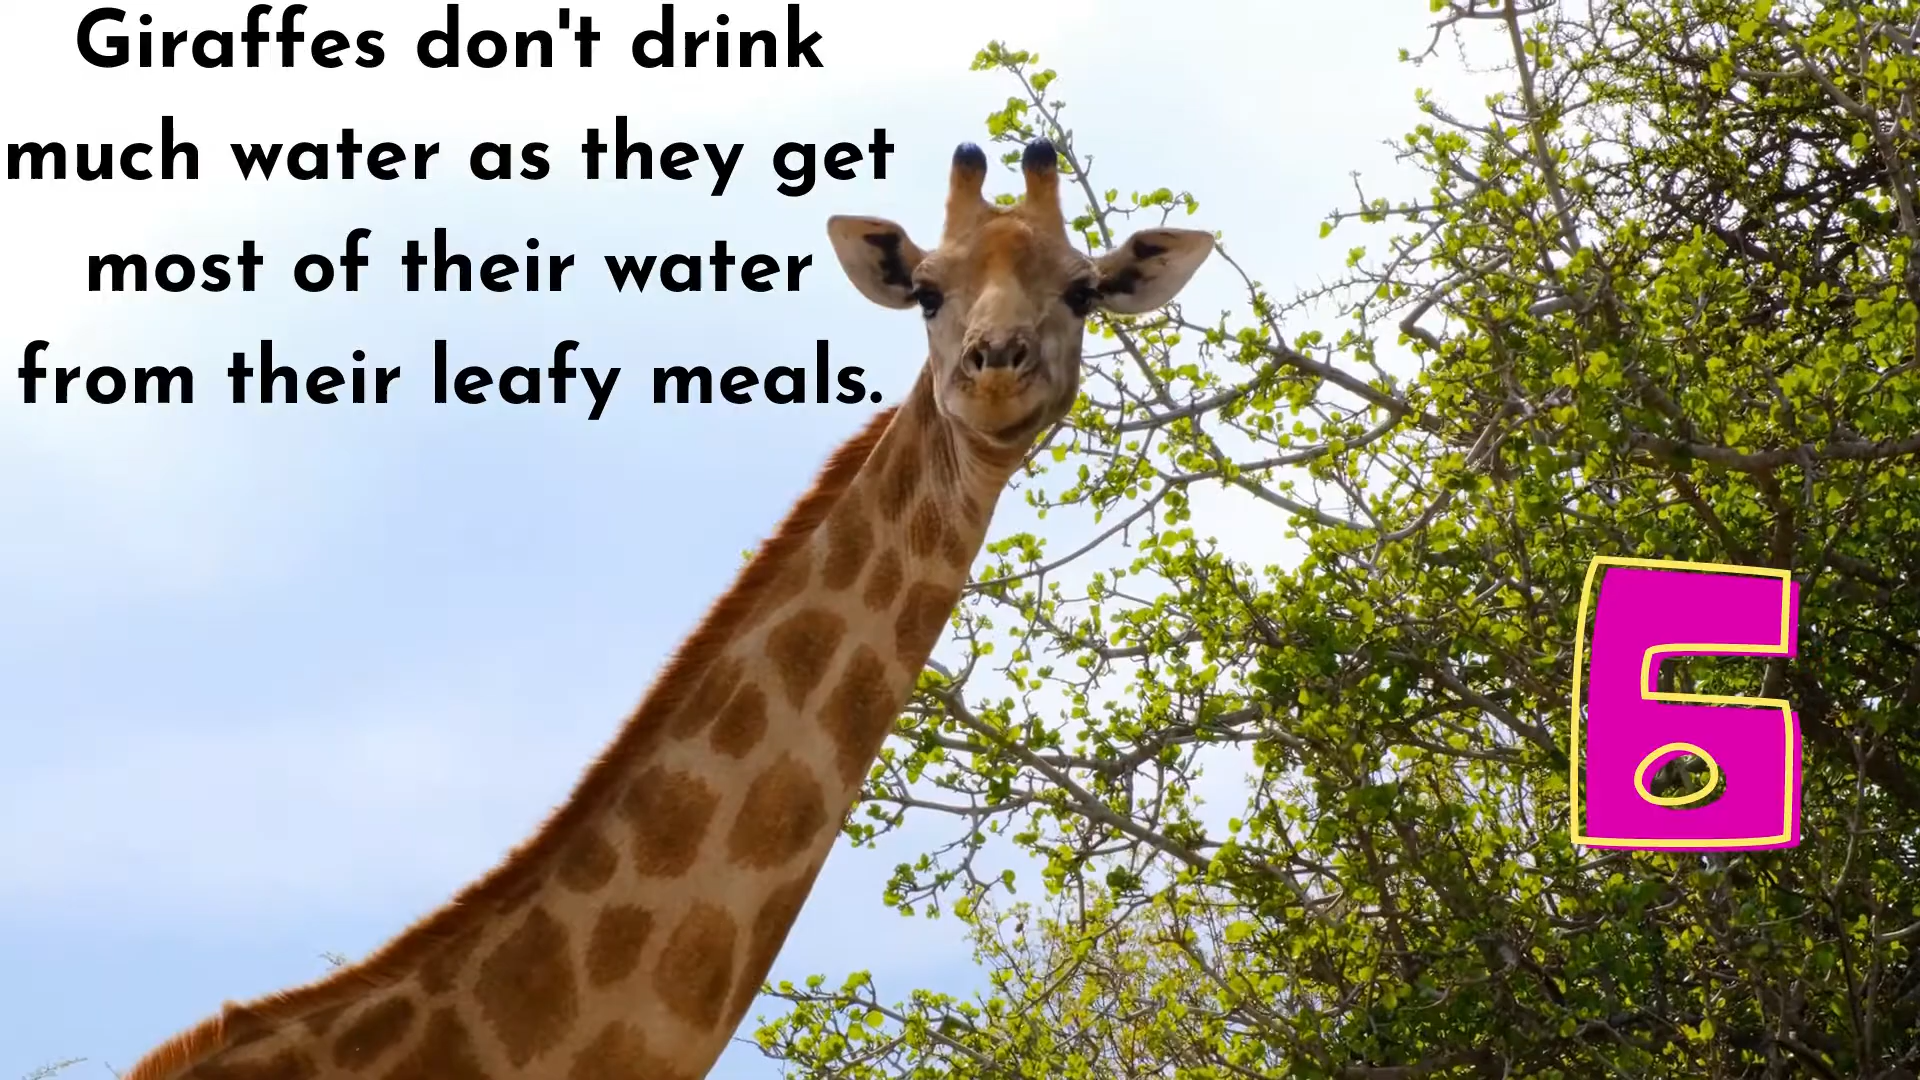 Giraffes don't drink
much water as they get
most of their water
from their leafy meals.
6